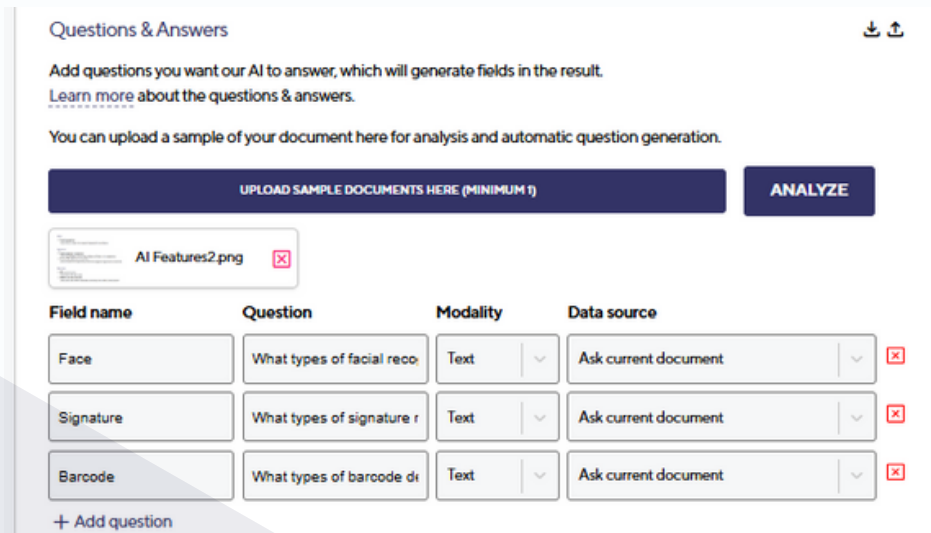 Questions & Answers
Add questions you want our AI to answer, which will generate fields in the result.
Learn more about the questions & answers.
You can upload a sample of your document here for analysis and automatic question generation.
UPLOAD SAMPLE DOCUMENTS HERE (MINIMUM 1)
ANALYZE
AI Features2.png
Field name Question Modality Data source
Face What types of facial Text Ask current document
Signature What types of signature Text Ask current document
Barcode What types of barcode Text Ask current document
+ Add question